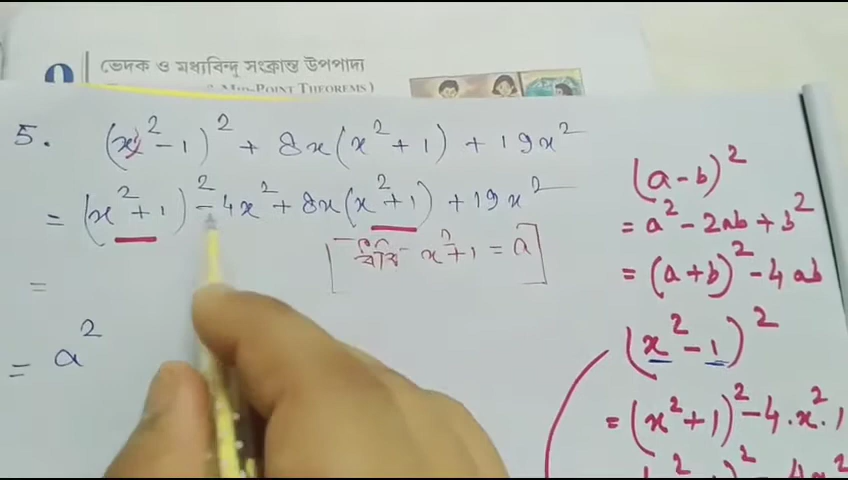 ভেদক ও মধ্যবিন্দু সংক্রান্ত উপপাদ্য
MID-POINT THEOREMS)
5. (x² - 1)² + 8x(x² + 1) + 19x²
= (x² + 1)² - 4x² + 8x(x² + 1) + 19x²
[ধরি x² + 1 = a]
=
= a²
(a - b)²
= a² - 2ab + b²
= (a + b)² - 4ab
(x² - 1)²
= (x² + 1)² - 4·x²·1